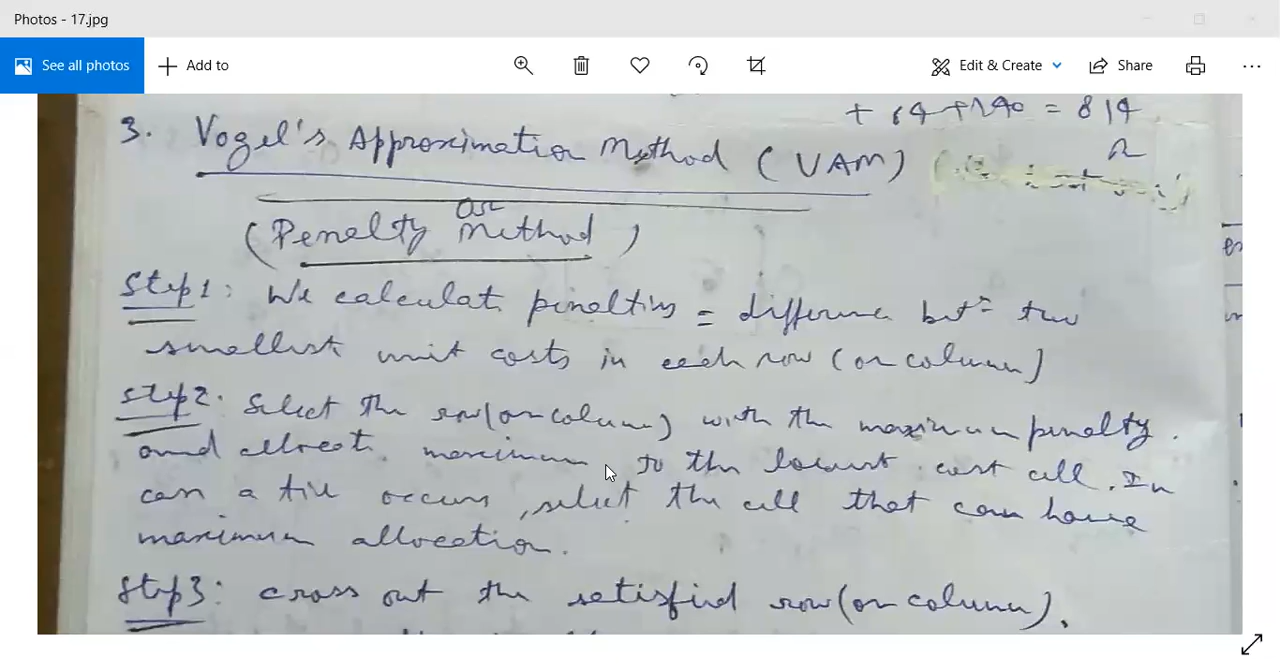 Photos - 17.jpg
See all photos
Add to
Edit & Create
Share
+ 64 + 240 = 814
3. Vogel's Approximation Method (VAM)
or
(Penalty Method)
Step 1: We calculate penalties = difference betn two
smallest unit costs in each row (or column)
Step 2. Select the row (or column) with the maximum penalty
and allocate maximum to the lowest cost cell. In
case a tie occurs, select the cell that can have
maximum allocation.
Step 3: cross out the satisfied row (or column).